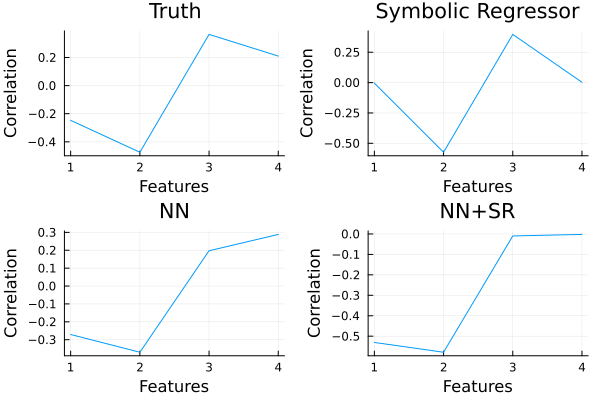 Truth
Correlation
0.2
0.0
−0.2
−0.4
1 2 3 4
Features
Symbolic Regressor
Correlation
0.25
0.00
−0.25
−0.50
1 2 3 4
Features
NN
Correlation
0.3
0.2
0.1
0.0
−0.1
−0.2
−0.3
1 2 3 4
Features
NN+SR
Correlation
0.0
−0.1
−0.2
−0.3
−0.4
−0.5
1 2 3 4
Features